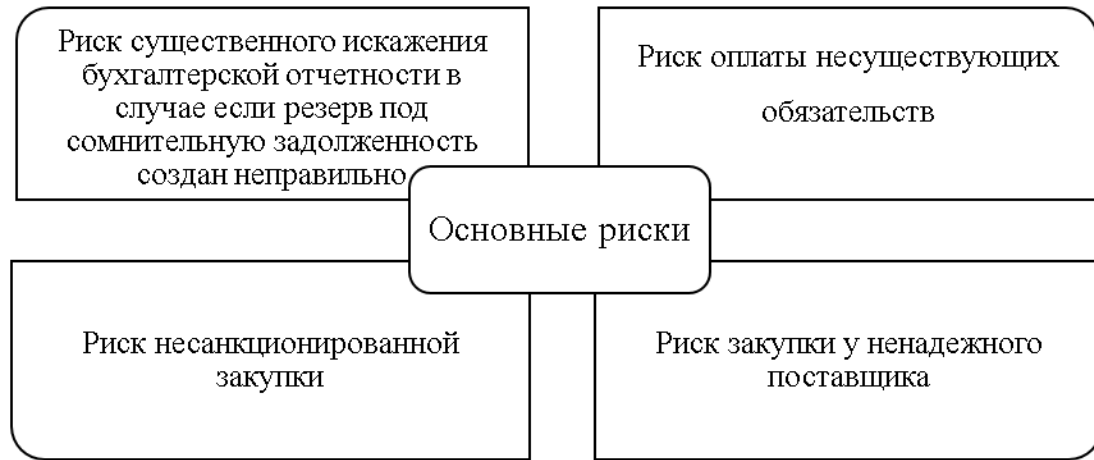 Риск существенного искажения
бухгалтерской отчетности в
случае если резерв под
сомнительную задолженность
создан неправильно
Риск оплаты несуществующих
обязательств
Основные риски
Риск несанкционированной
закупки
Риск закупки у ненадежного
поставщика